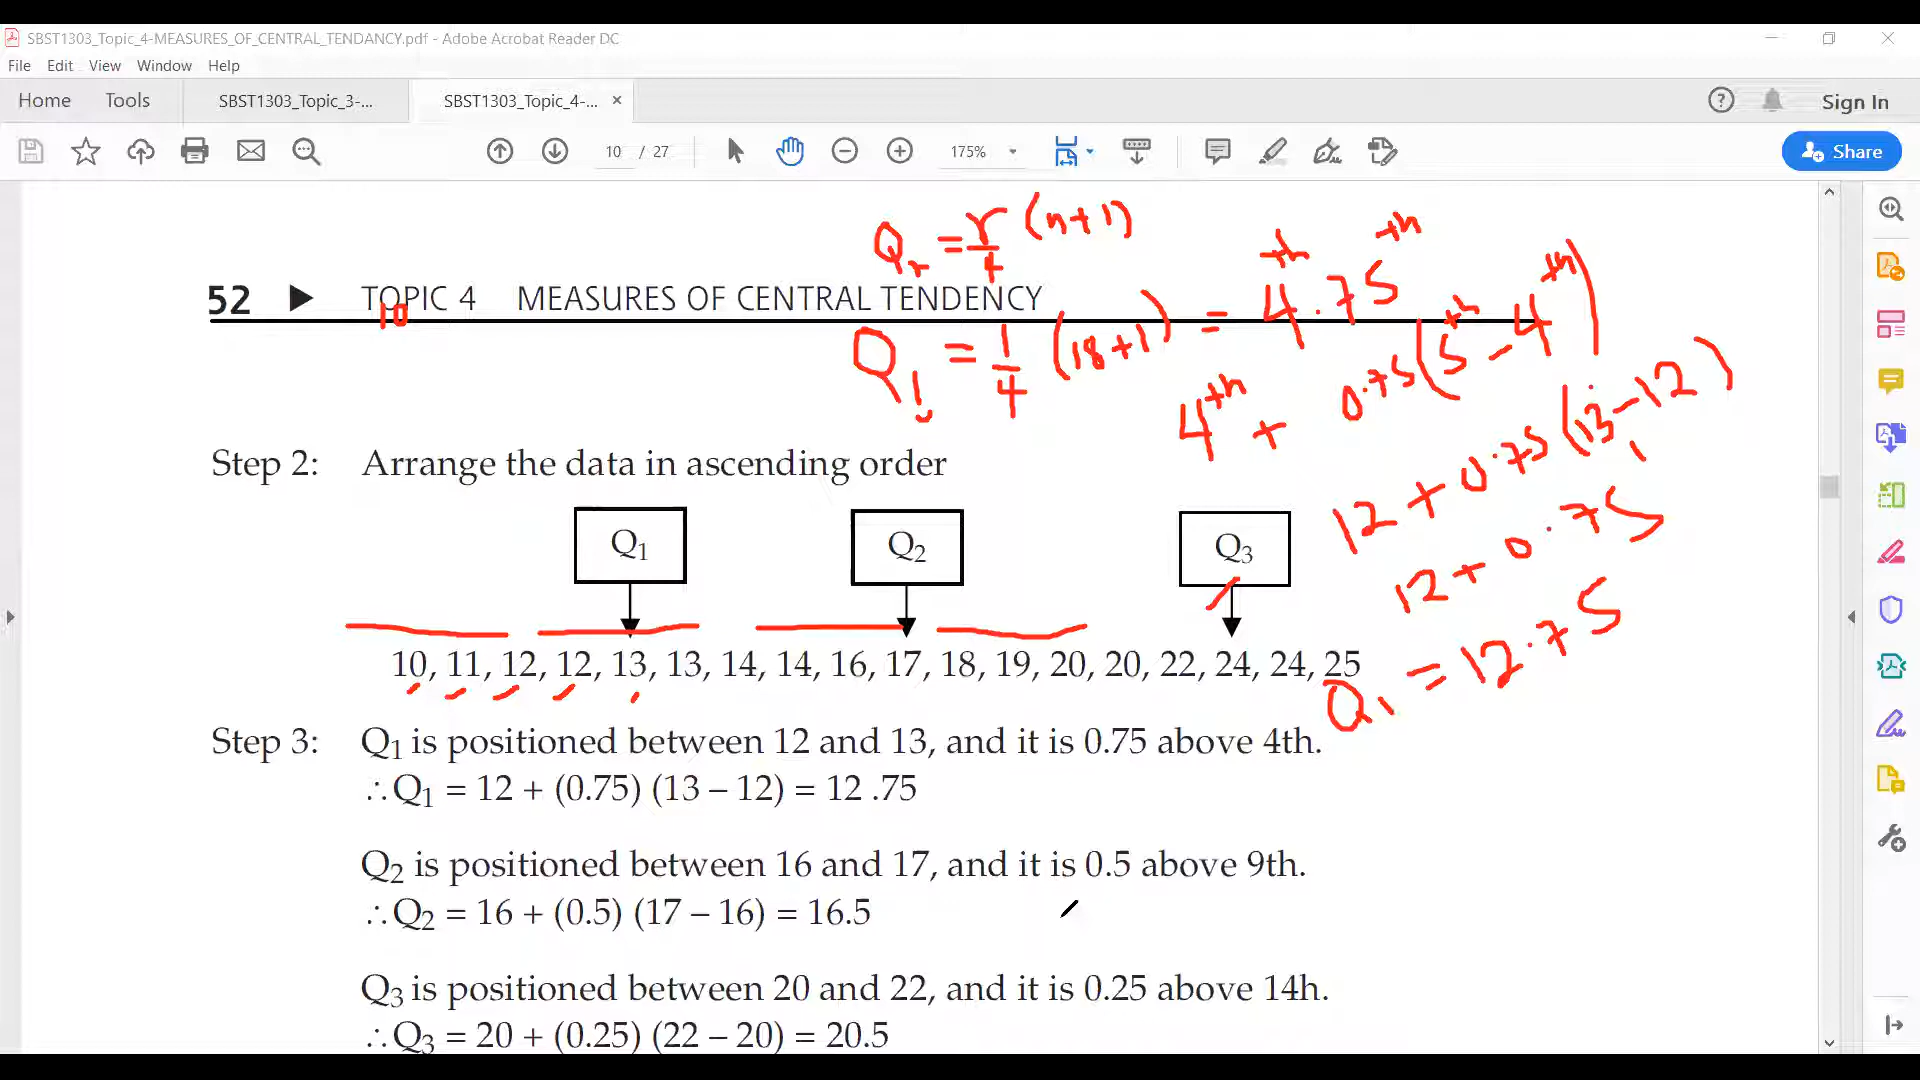 SBST1303_Topic_4-MEASURES_OF_CENTRAL_TENDANCY.pdf - Adobe Acrobat Reader DC
File Edit View Window Help
Home Tools SBST1303_Topic_3-... SBST1303_Topic_4-... × ? Sign In
10 / 27 175% Share
Qr = r/4 (n+1)
52 ▶ TOPIC 4 MEASURES OF CENTRAL TENDENCY
10
Q1 = 1/4 (18+1) = 4.75th
4th + 0.75(5th - 4th)
12 + 0.75 (13-12)
Step 2: Arrange the data in ascending order
12 + 0.75
Q1 Q2 Q3
Q1 = 12.75
10, 11, 12, 12, 13, 13, 14, 14, 16, 17, 18, 19, 20, 20, 22, 24, 24, 25
Step 3: Q1 is positioned between 12 and 13, and it is 0.75 above 4th.
∴Q1 = 12 + (0.75) (13 – 12) = 12 .75
Q2 is positioned between 16 and 17, and it is 0.5 above 9th.
∴Q2 = 16 + (0.5) (17 – 16) = 16.5
Q3 is positioned between 20 and 22, and it is 0.25 above 14h.
∴Q3 = 20 + (0.25) (22 – 20) = 20.5